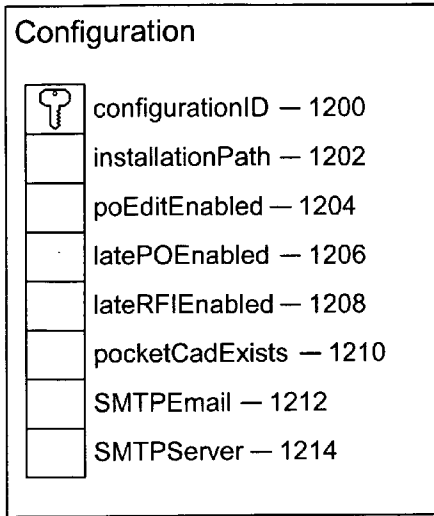 Configuration
configurationID — 1200
installationPath — 1202
poEditEnabled — 1204
latePOEnabled — 1206
lateRFIEnabled — 1208
pocketCadExists — 1210
SMTPEmail — 1212
SMTPServer — 1214